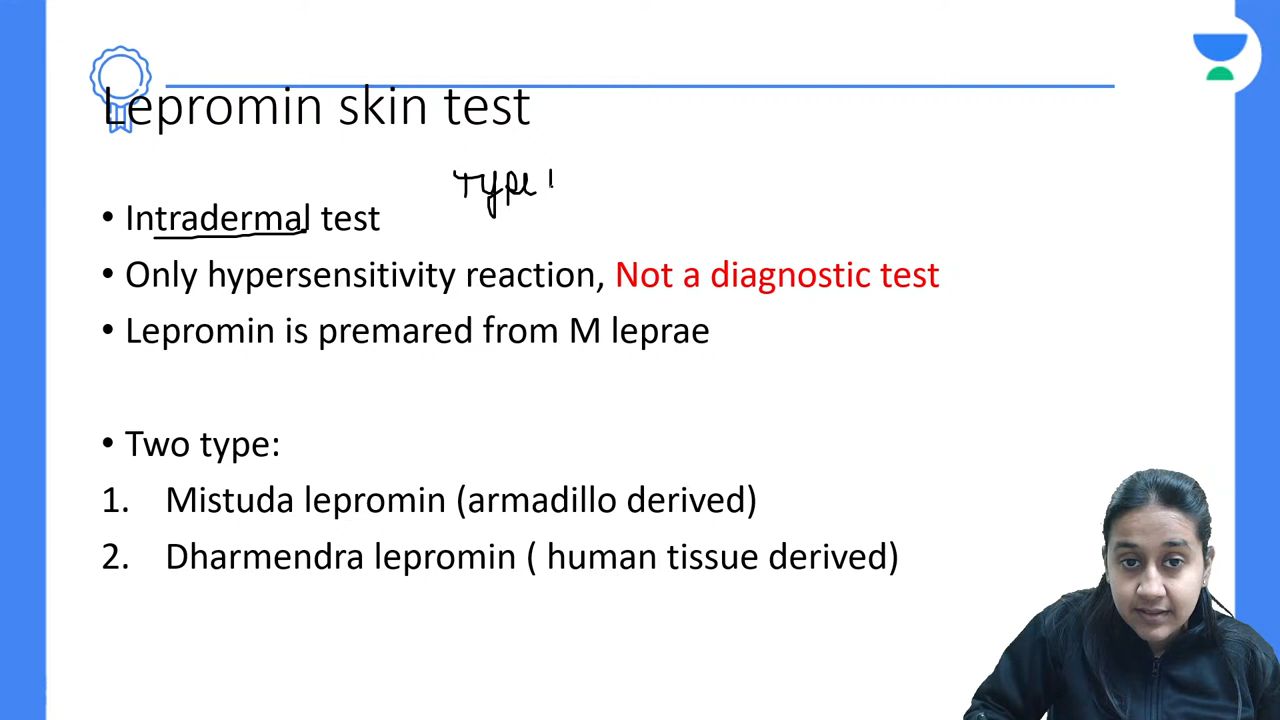 Lepromin skin test
Type I
• Intradermal test
• Only hypersensitivity reaction, Not a diagnostic test
• Lepromin is premared from M leprae
• Two type:
1. Mistuda lepromin (armadillo derived)
2. Dharmendra lepromin ( human tissue derived)